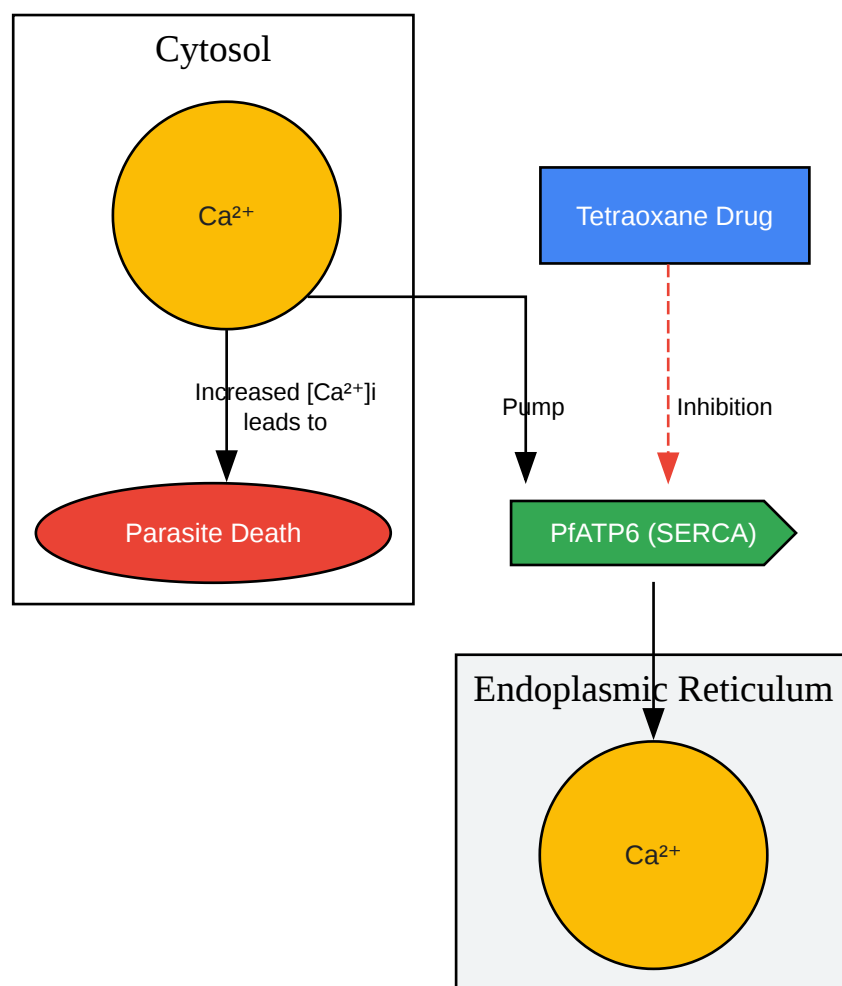 Cytosol
Ca²⁺
Tetraoxane Drug
Increased [Ca²⁺]i
leads to
Pump
Inhibition
Parasite Death
PfATP6 (SERCA)
Endoplasmic Reticulum
Ca²⁺